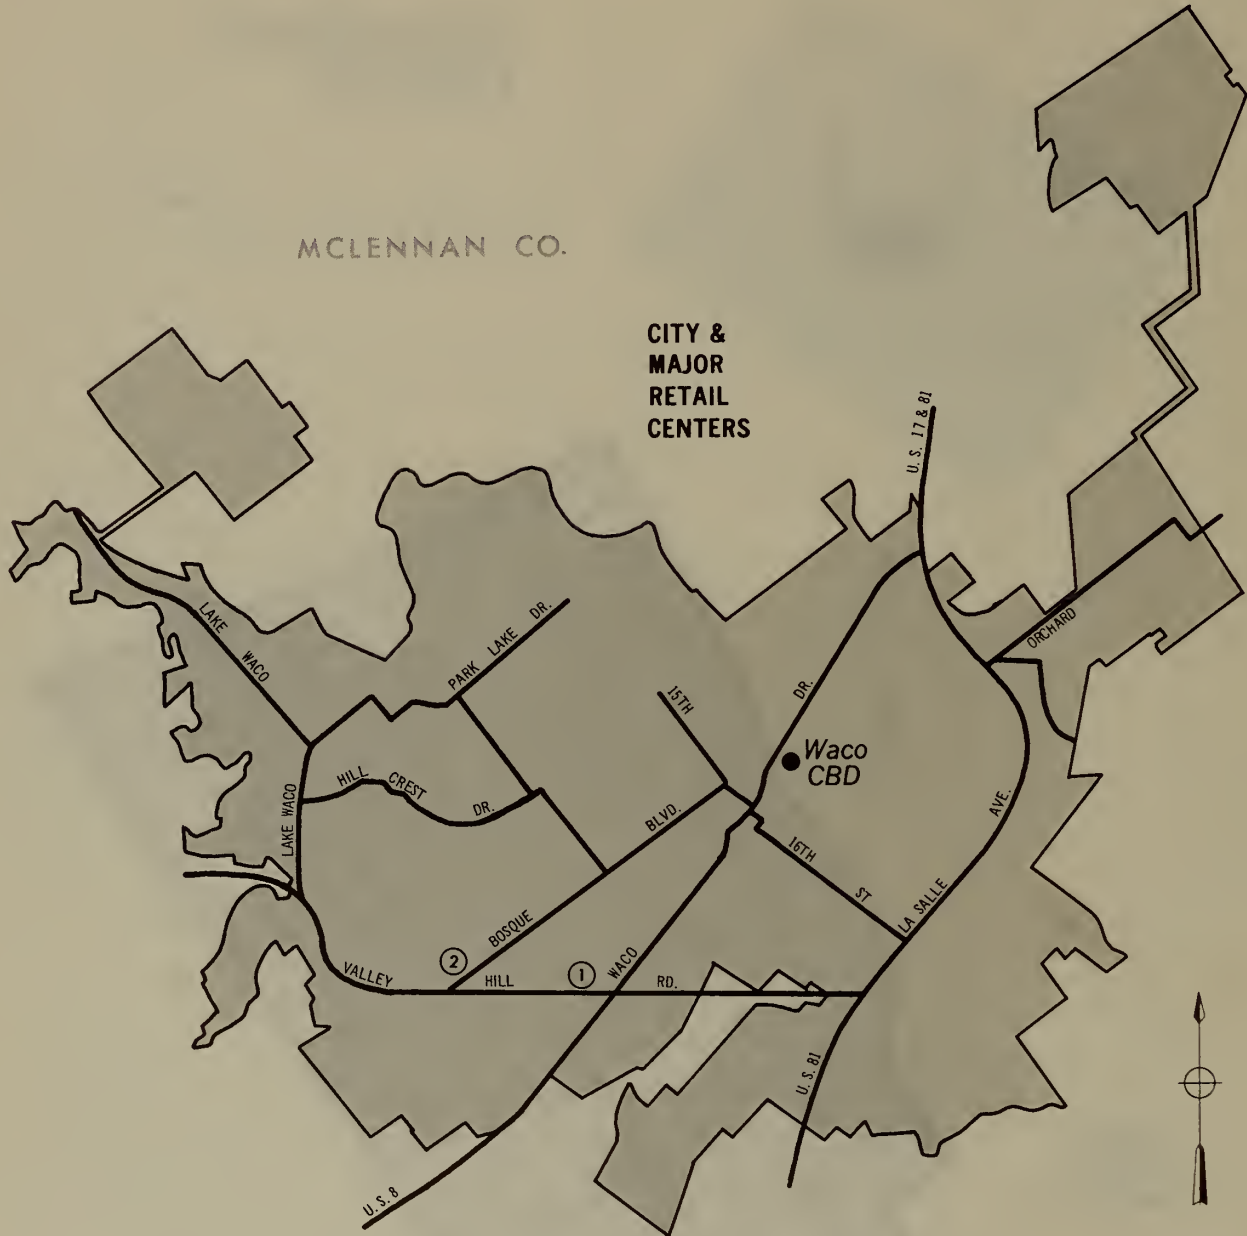 MCLENNAN CO.
CITY &
MAJOR
RETAIL
CENTERS
U.S. 17 & 81
ORCHARD
LAKE
WACO
PARK LAKE DR.
15TH
DR.
Waco
CBD
HILL CREST DR.
LAKE WACO
BLVD.
AVE.
16TH
ST
LA SALLE
BOSQUE
2
WACO
1
VALLEY
HILL
RD.
U.S. 81
U.S. 8